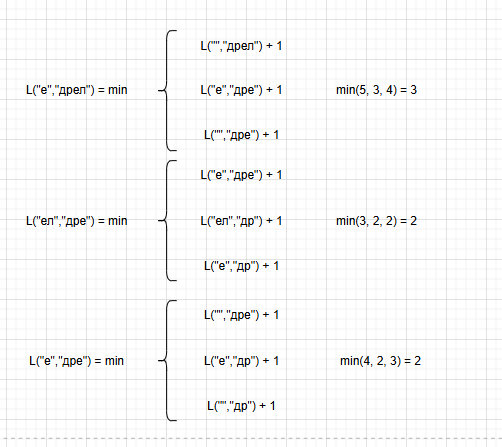 L("","дрел") + 1
L("е","дрел") = min L("е","дре") + 1 min(5, 3, 4) = 3
L("","дре") + 1
L("е","дре") + 1
L("ел","дре") = min L("ел","др") + 1 min(3, 2, 2) = 2
L("е","др") + 1
L("","дре") + 1
L("е","дре") = min L("е","др") + 1 min(4, 2, 3) = 2
L("","др") + 1